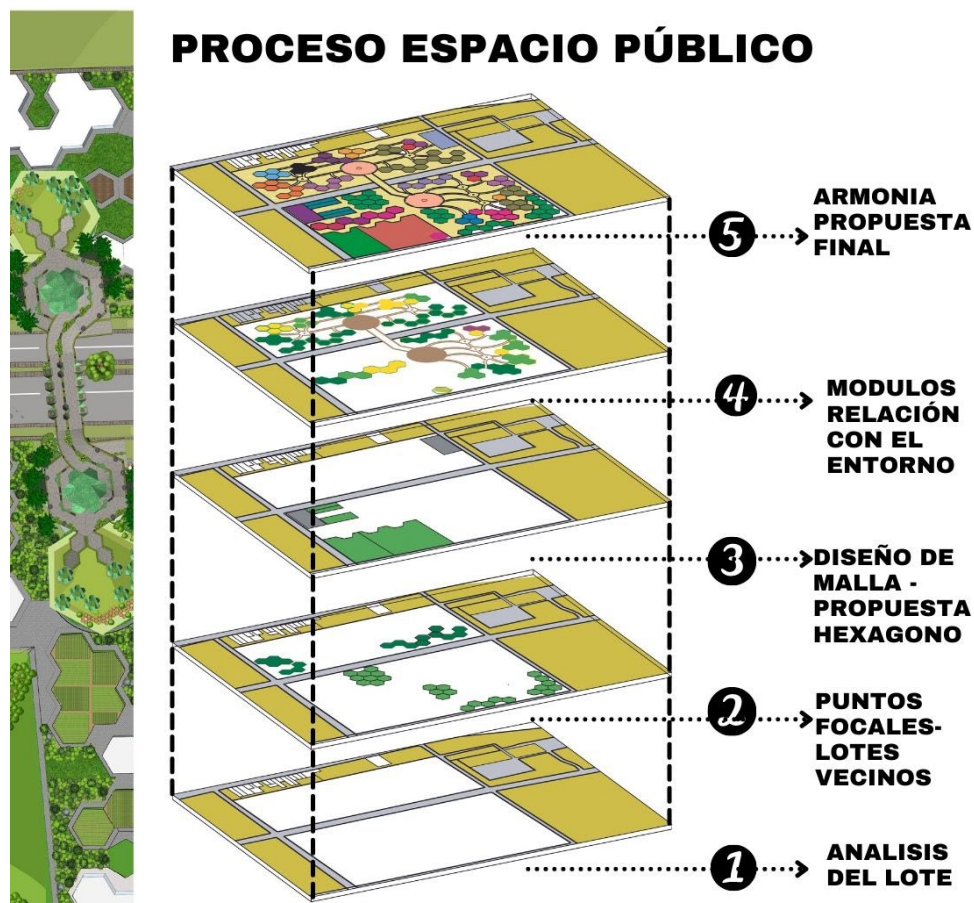 PROCESO ESPACIO PÚBLICO
5
ARMONIA
PROPUESTA
FINAL
4
MODULOS
RELACIÓN
CON EL
ENTORNO
3
DISEÑO DE
MALLA -
PROPUESTA
HEXAGONO
2
PUNTOS
FOCALES-
LOTES
VECINOS
1
ANALISIS
DEL LOTE